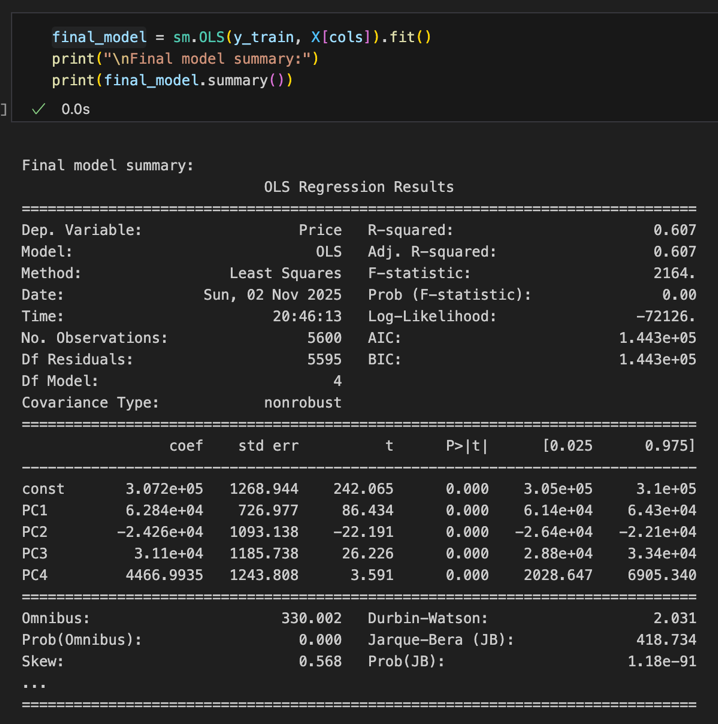 final_model = sm.OLS(y_train, X[cols]).fit()
print("\nFinal model summary:")
print(final_model.summary())
] ✓ 0.0s
Final model summary:
                            OLS Regression Results
==============================================================================
Dep. Variable:                  Price   R-squared:                       0.607
Model:                            OLS   Adj. R-squared:                  0.607
Method:                 Least Squares   F-statistic:                     2164.
Date:                Sun, 02 Nov 2025   Prob (F-statistic):               0.00
Time:                        20:46:13   Log-Likelihood:                -72126.
No. Observations:                5600   AIC:                         1.443e+05
Df Residuals:                    5595   BIC:                         1.443e+05
Df Model:                           4
Covariance Type:            nonrobust
==============================================================================
                 coef    std err          t      P>|t|      [0.025      0.975]
------------------------------------------------------------------------------
const       3.072e+05   1268.944    242.065      0.000    3.05e+05     3.1e+05
PC1         6.284e+04    726.977     86.434      0.000    6.14e+04    6.43e+04
PC2        -2.426e+04   1093.138    -22.191      0.000   -2.64e+04   -2.21e+04
PC3          3.11e+04   1185.738     26.226      0.000    2.88e+04    3.34e+04
PC4         4466.9935   1243.808      3.591      0.000    2028.647    6905.340
==============================================================================
Omnibus:                      330.002   Durbin-Watson:                   2.031
Prob(Omnibus):                  0.000   Jarque-Bera (JB):              418.734
Skew:                           0.568   Prob(JB):                     1.18e-91
...
==============================================================================